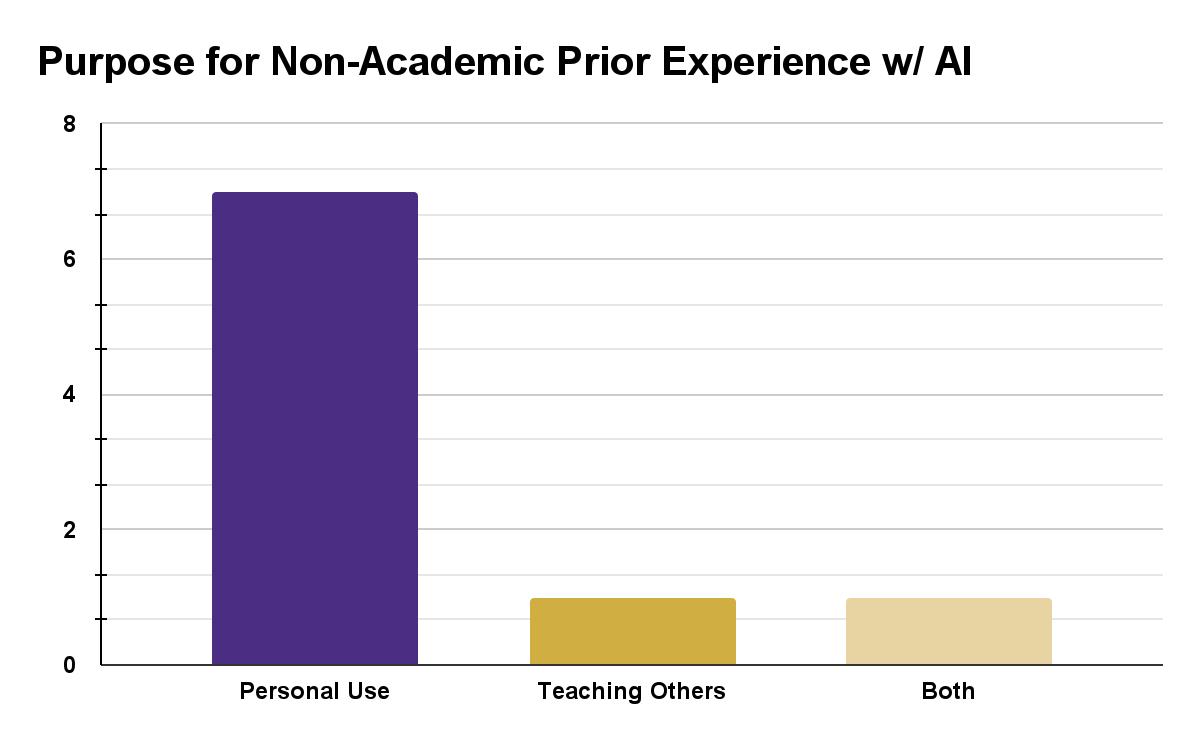 Purpose for Non-Academic Prior Experience w/ AI
8
6
4
2
0
Personal Use
Teaching Others
Both